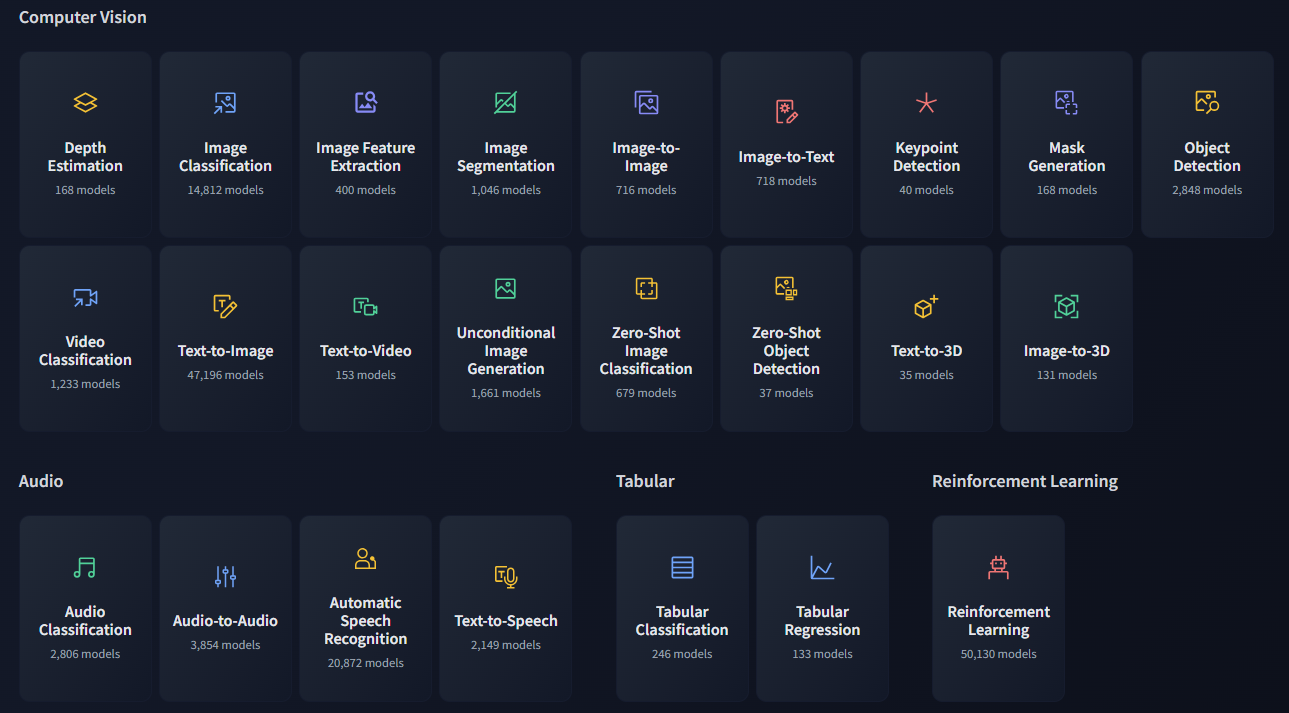 Computer Vision
Depth
Estimation
168 models
Image
Classification
14,812 models
Image Feature
Extraction
400 models
Image
Segmentation
1,046 models
Image-to-
Image
716 models
Image-to-Text
718 models
Keypoint
Detection
40 models
Mask
Generation
168 models
Object
Detection
2,848 models
Video
Classification
1,233 models
Text-to-Image
47,196 models
Text-to-Video
153 models
Unconditional
Image
Generation
1,661 models
Zero-Shot
Image
Classification
679 models
Zero-Shot
Object
Detection
37 models
Text-to-3D
35 models
Image-to-3D
131 models
Audio
Audio
Classification
2,806 models
Audio-to-Audio
3,854 models
Automatic
Speech
Recognition
20,872 models
Text-to-Speech
2,149 models
Tabular
Tabular
Classification
246 models
Tabular
Regression
133 models
Reinforcement Learning
Reinforcement
Learning
50,130 models